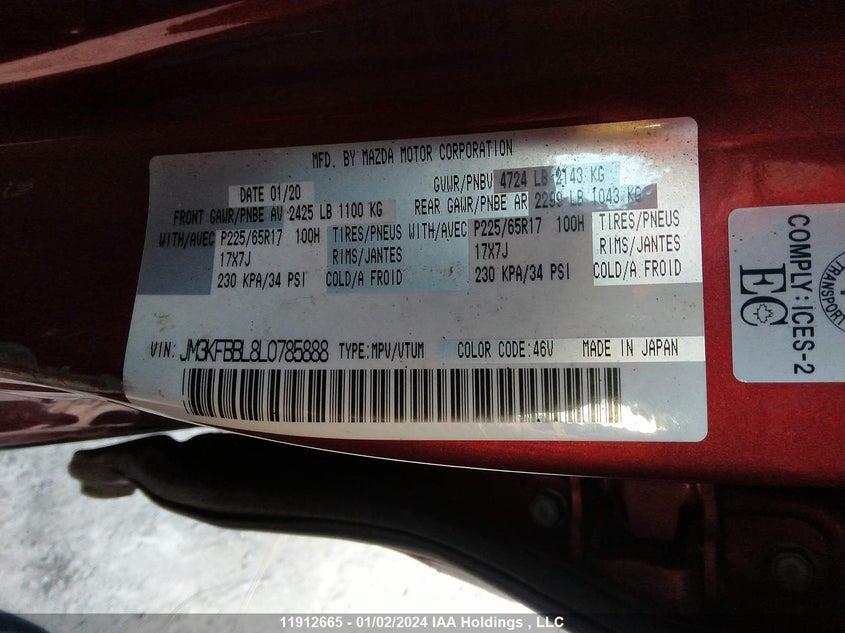 MFD. BY MAZDA MOTOR CORPORATION
DATE 01/20 GVWR/PNBV 4724 LB 2143 KG
FRONT GAWR/PNBE AV 2425 LB 1100 KG REAR GAWR/PNBE AR 2299 LB 1043 KG
WITH/AVEC P225/65R17 100H TIRES/PNEUS WITH/AVEC P225/65R17 100H TIRES/PNEUS
17X7J RIMS/JANTES 17X7J RIMS/JANTES
230 KPA/34 PSI COLD/A FROID 230 KPA/34 PSI COLD/A FROID
VIN: JM3KFBBL8L0785888 TYPE:MPV/VTUM COLOR CODE:46V MADE IN JAPAN
COMPLY:ICES-2
EC
TRANSPORT
11912665 - 01/02/2024 IAA Holdings , LLC